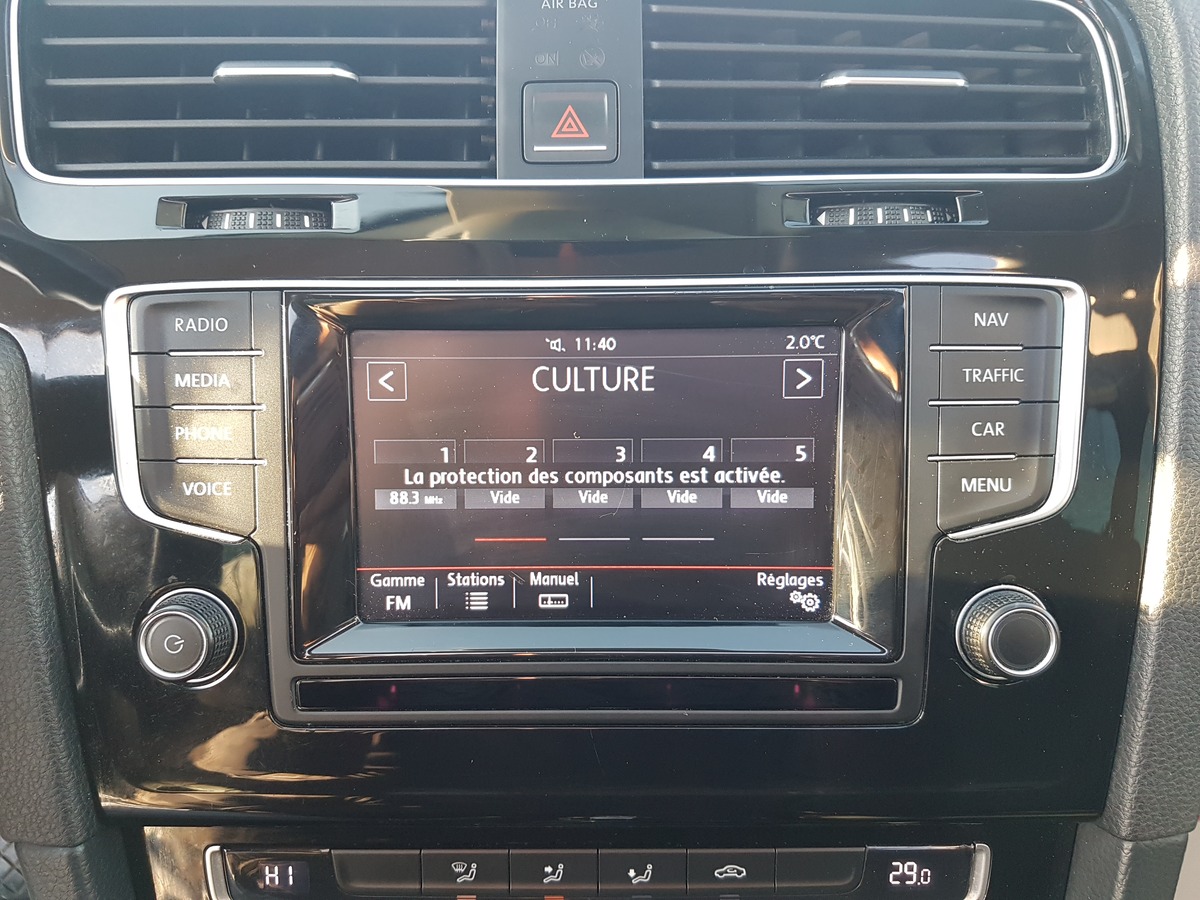 AIR BAG
ON
RADIO
MEDIA
PHONE
VOICE
11:40
2.0°C
<
CULTURE
>
1 2 3 4 5
La protection des composants est activée.
88.3 MHz Vide Vide Vide Vide
Gamme Stations Manuel Réglages
FM
NAV
TRAFFIC
CAR
MENU
HI
29.0